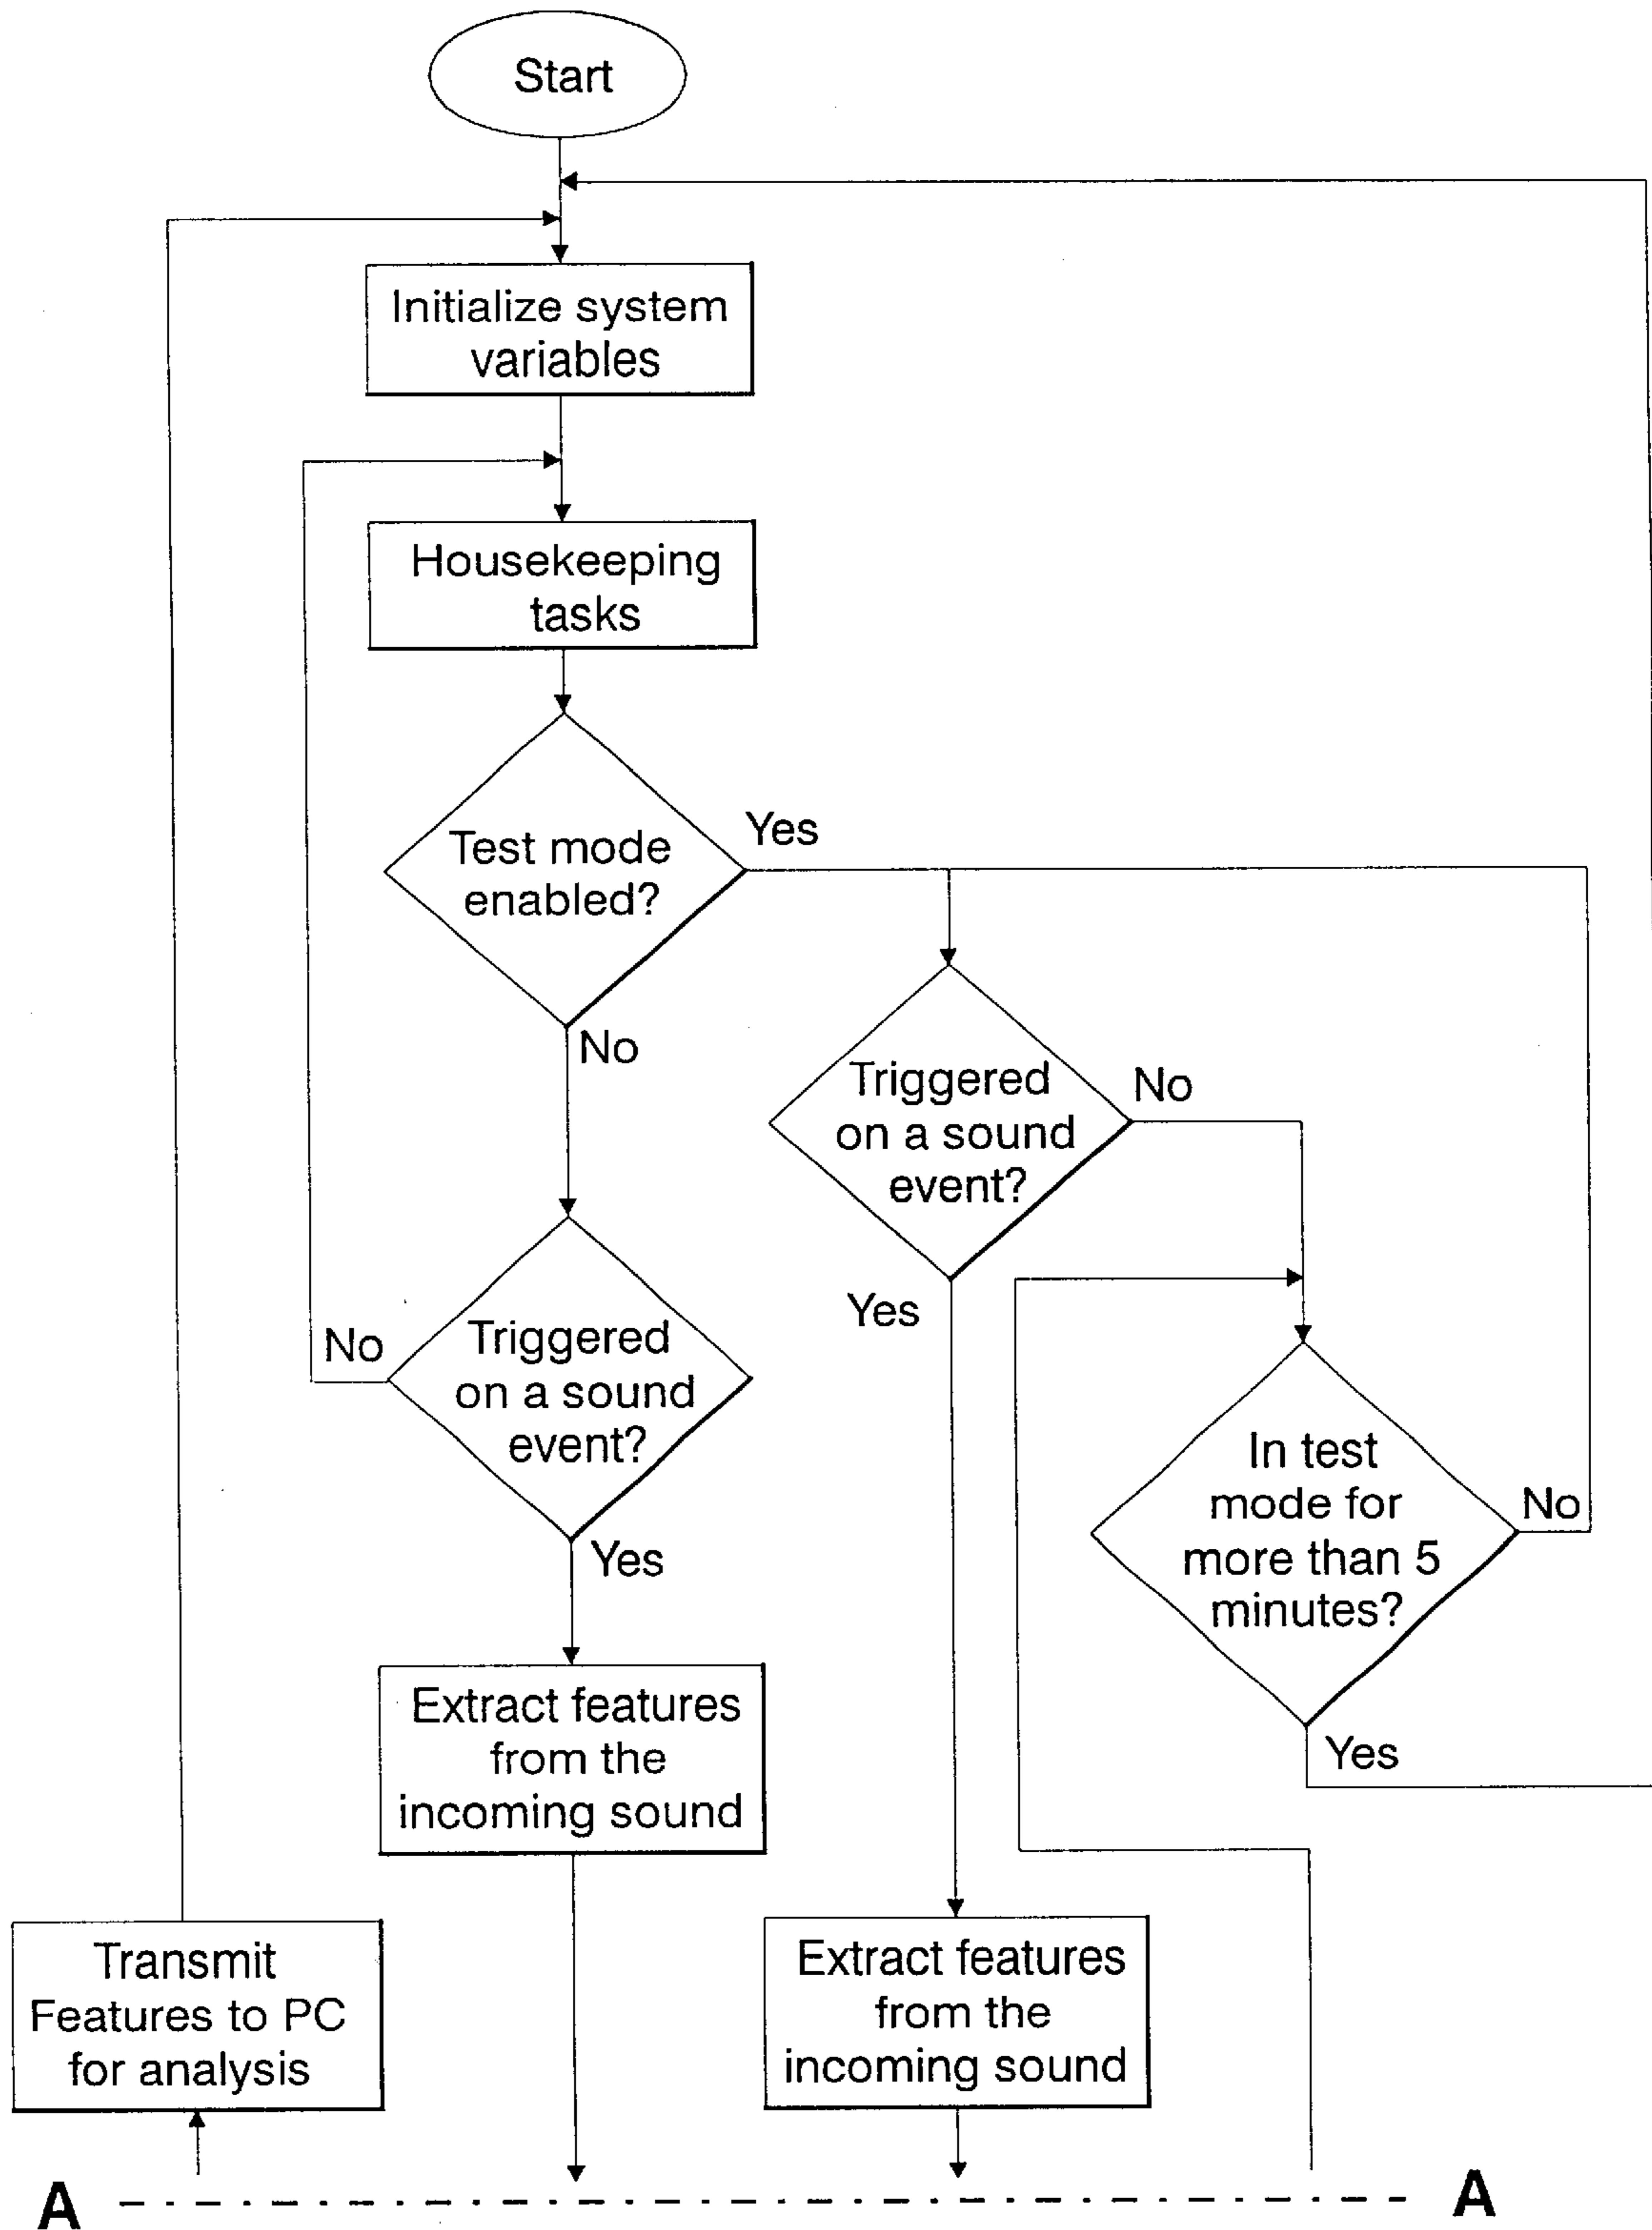 Start
Initialize system
variables
Housekeeping
tasks
Test mode
enabled?
Yes
No
Triggered
on a sound
event?
No
Yes
Triggered
on a sound
event?
No
Yes
In test
mode for
more than 5
minutes?
No
Yes
Extract features
from the
incoming sound
Transmit
Features to PC
for analysis
Extract features
from the
incoming sound
A
A